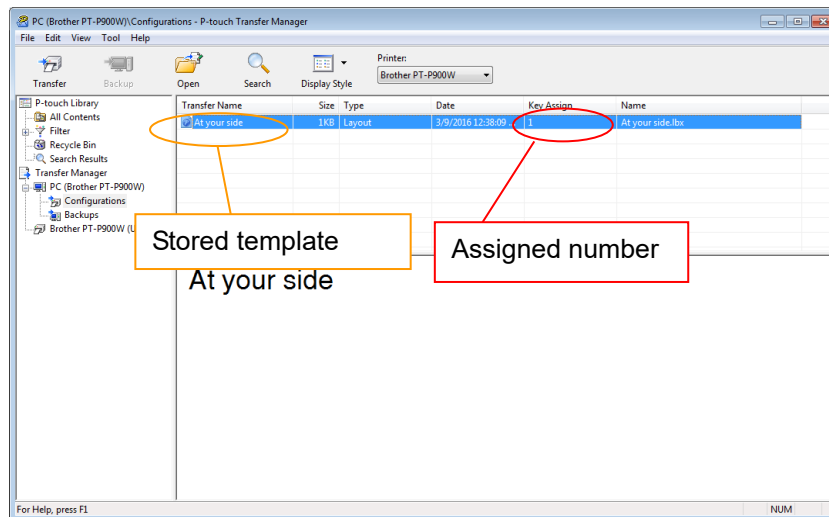 PC (Brother PT-P900W)\Configurations - P-touch Transfer Manager
File Edit View Tool Help
Transfer Backup Open Search Display Style
Printer:
Brother PT-P900W
P-touch Library
All Contents
Filter
Recycle Bin
Search Results
Transfer Manager
PC (Brother PT-P900W)
Configurations
Backups
Brother PT-P900W (U
Transfer Name Size Type Date Key Assign Name
At your side 1KB Layout 3/9/2016 12:38:09 ... 1 At your side.lbx
Stored template
Assigned number
At your side
For Help, press F1
NUM